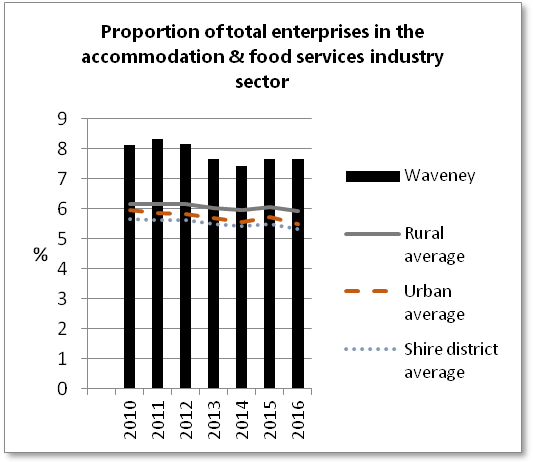 Proportion of total enterprises in the
accommodation & food services industry
sector
9
8
7
6
5
4
3
2
1
0
%
2010
2011
2012
2013
2014
2015
2016
Waveney
Rural
average
Urban
average
Shire district
average